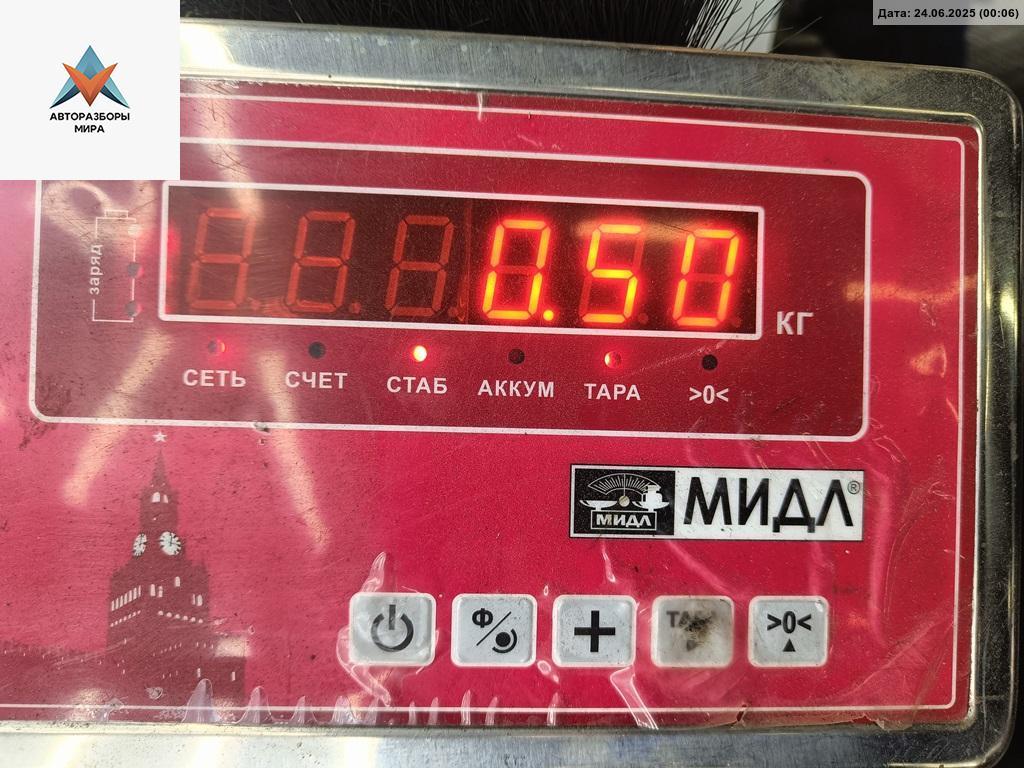 Дата: 24.06.2025 (00:06)
АВТОРАЗБОРЫ
МИРА
заряд
0.50
КГ
СЕТЬ СЧЕТ СТАБ АККУМ ТАРА >0<
МИДЛ МИДЛ®
Ф
>0<